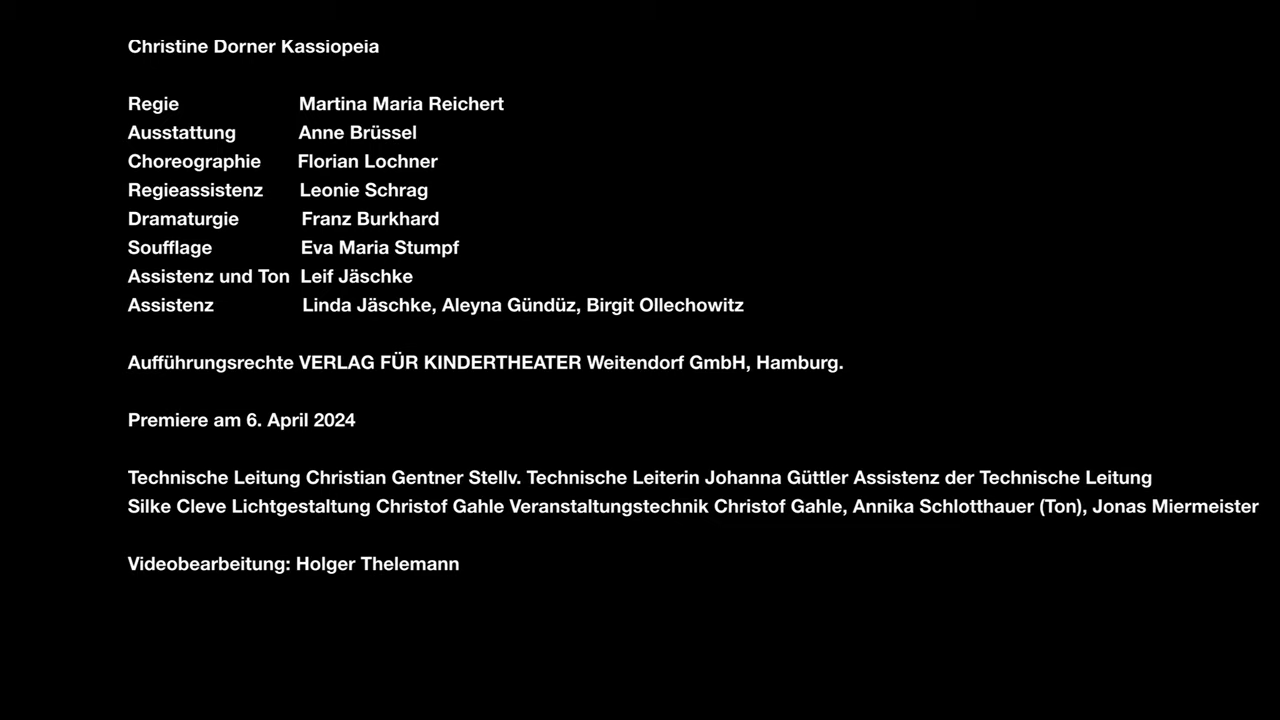 Christine Dorner Kassiopeia
Regie Martina Maria Reichert
Ausstattung Anne Brüssel
Choreographie Florian Lochner
Regieassistenz Leonie Schrag
Dramaturgie Franz Burkhard
Soufflage Eva Maria Stumpf
Assistenz und Ton Leif Jäschke
Assistenz Linda Jäschke, Aleyna Gündüz, Birgit Ollechowitz
Aufführungsrechte VERLAG FÜR KINDERTHEATER Weitendorf GmbH, Hamburg.
Premiere am 6. April 2024
Technische Leitung Christian Gentner Stellv. Technische Leiterin Johanna Güttler Assistenz der Technische Leitung
Silke Cleve Lichtgestaltung Christof Gahle Veranstaltungstechnik Christof Gahle, Annika Schlotthauer (Ton), Jonas Miermeister
Videobearbeitung: Holger Thelemann